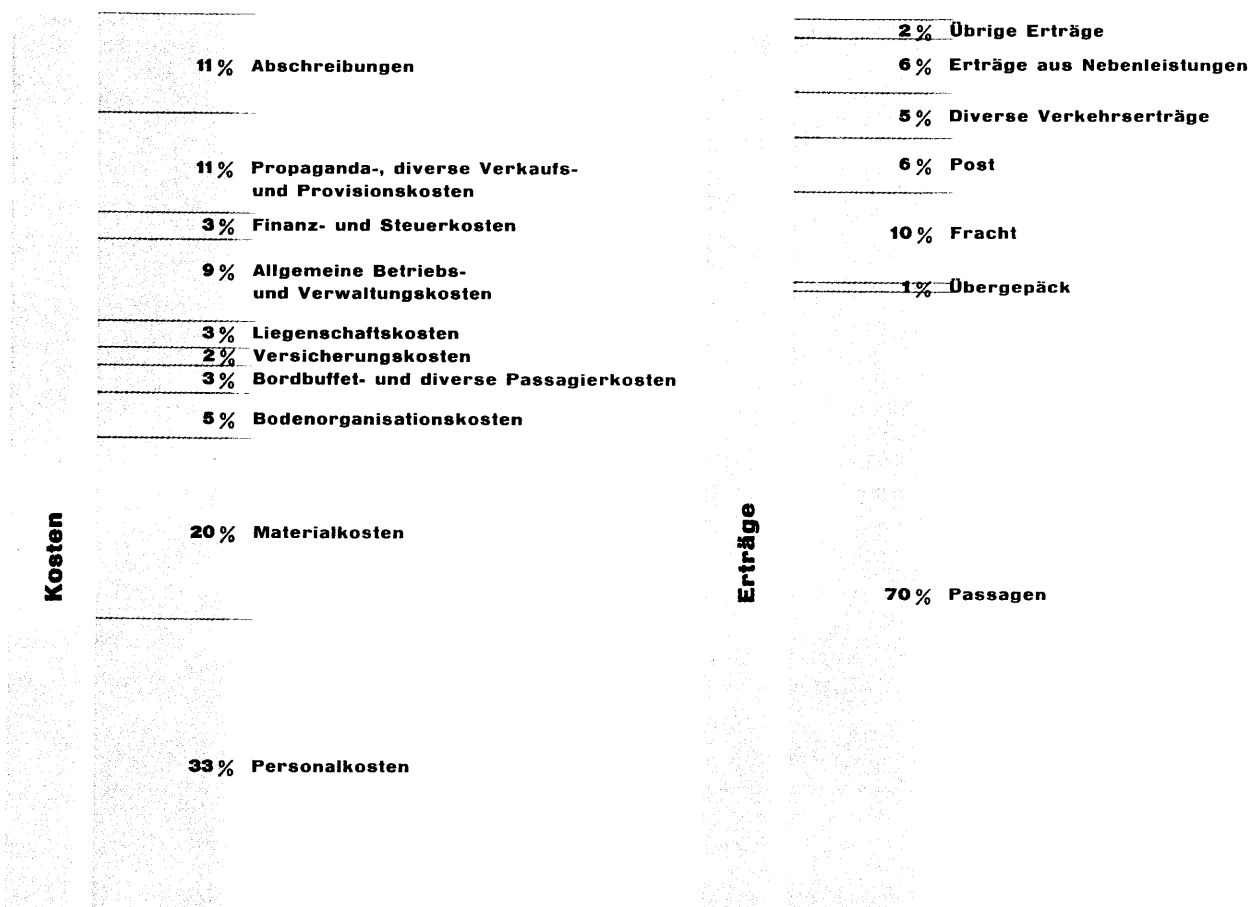 Kosten
11% Abschreibungen
11% Propaganda-, diverse Verkaufs-
und Provisionskosten
3% Finanz- und Steuerkosten
9% Allgemeine Betriebs-
und Verwaltungskosten
3% Liegenschaftskosten
2% Versicherungskosten
3% Bordbuffet- und diverse Passagierkosten
5% Bodenorganisationskosten
20% Materialkosten
33% Personalkosten
Erträge
2% Übrige Erträge
6% Erträge aus Nebenleistungen
5% Diverse Verkehrserträge
6% Post
10% Fracht
1% Übergepäck
70% Passagen